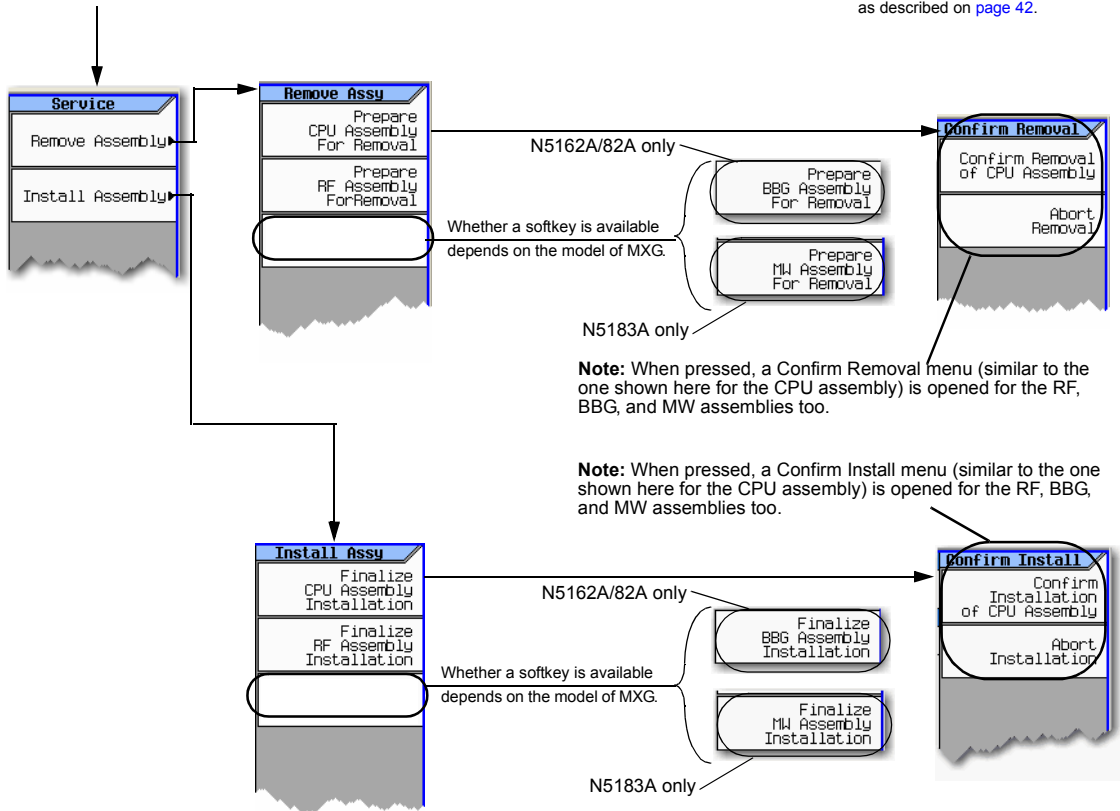 as described on page 42.
Service
Remove Assembly
Install Assembly
Remove Assy
Prepare
CPU Assembly
For Removal
Prepare
RF Assembly
ForRemoval
Whether a softkey is available
depends on the model of MXG.
N5162A/82A only
Prepare
BBG Assembly
For Removal
Prepare
MW Assembly
For Removal
N5183A only
Confirm Removal
Confirm Removal
of CPU Assembly
Abort
Removal
Note: When pressed, a Confirm Removal menu (similar to the
one shown here for the CPU assembly) is opened for the RF,
BBG, and MW assemblies too.
Note: When pressed, a Confirm Install menu (similar to the one
shown here for the CPU assembly) is opened for the RF, BBG,
and MW assemblies too.
Install Assy
Finalize
CPU Assembly
Installation
Finalize
RF Assembly
Installation
Whether a softkey is available
depends on the model of MXG.
N5162A/82A only
Finalize
BBG Assembly
Installation
Finalize
MW Assembly
Installation
N5183A only
Confirm Install
Confirm
Installation
of CPU Assembly
Abort
Installation